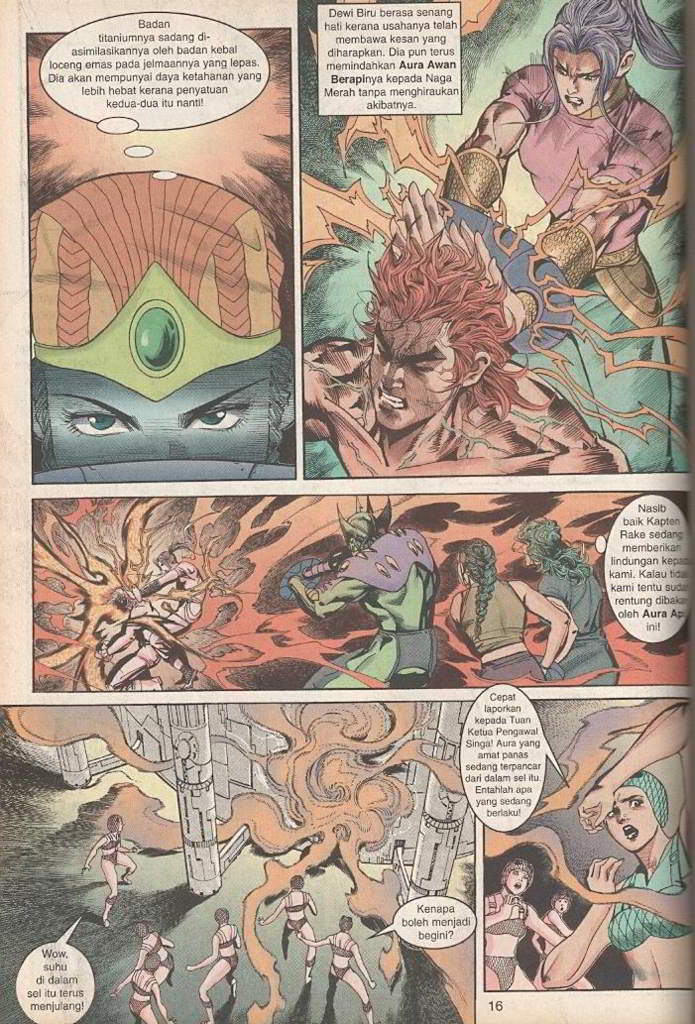 Badan
titaniumnya sadang di-
asimilasikannya oleh badan kebal
loceng emas pada jelmaannya yang lepas.
Dia akan mempunyai daya ketahanan yang
lebih hebat kerana penyatuan
kedua-dua itu nanti!
Dewi Biru berasa senang
hati kerana usahanya telah
membawa kesan yang
diharapkan. Dia pun terus
memindahkan Aura Awan
Berapinya kepada Naga
Merah tanpa menghiraukan
akibatnya.
Nasib
baik Kapten
Rake sedang
memberikan
lindungan kepada
kami. Kalau tidak
kami tentu sudah
rentung dibakar
oleh Aura Api
ini!
Cepat
laporkan
kepada Tuan
Ketua Pengawal
Singa! Aura yang
amat panas
sedang terpancar
dari dalam sel itu.
Entahlah apa
yang sedang
berlaku!
Kenapa
boleh menjadi
begini?
Wow,
suhu
di dalam
sel itu terus
menjulang!
16